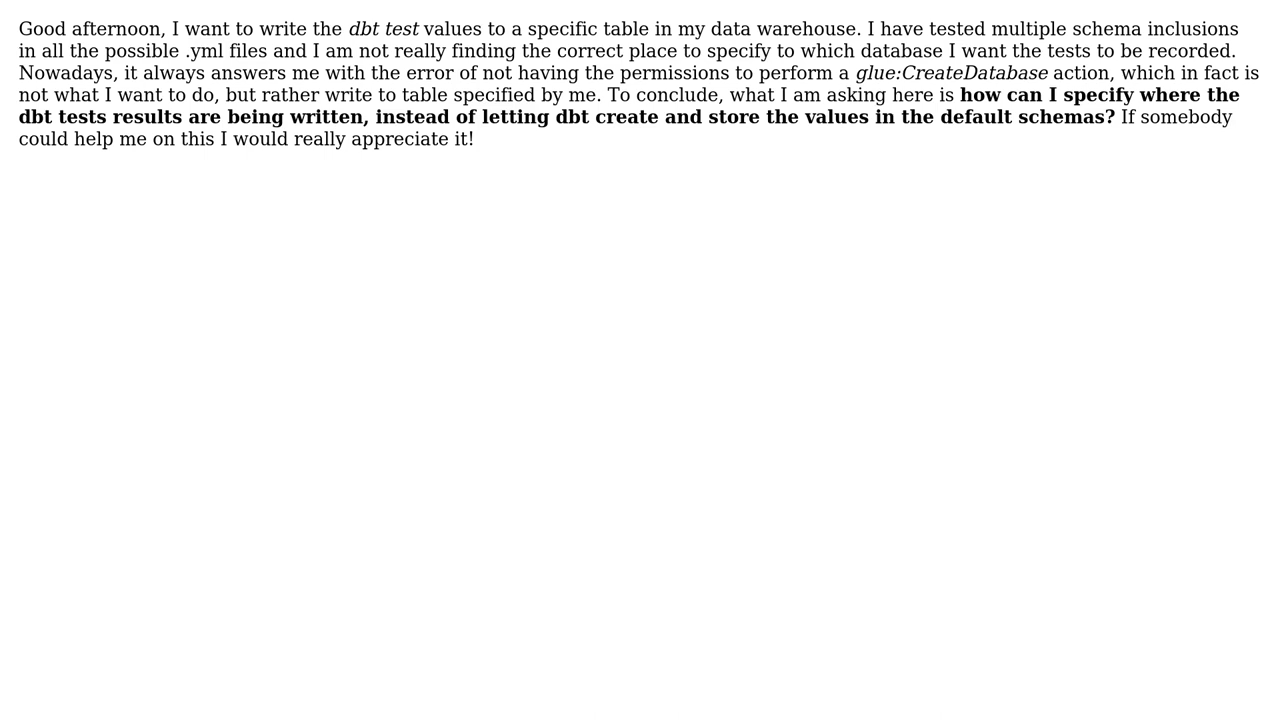 Good afternoon, I want to write the dbt test values to a specific table in my data warehouse. I have tested multiple schema inclusions
in all the possible .yml files and I am not really finding the correct place to specify to which database I want the tests to be recorded.
Nowadays, it always answers me with the error of not having the permissions to perform a glue:CreateDatabase action, which in fact is
not what I want to do, but rather write to table specified by me. To conclude, what I am asking here is how can I specify where the
dbt tests results are being written, instead of letting dbt create and store the values in the default schemas? If somebody
could help me on this I would really appreciate it!